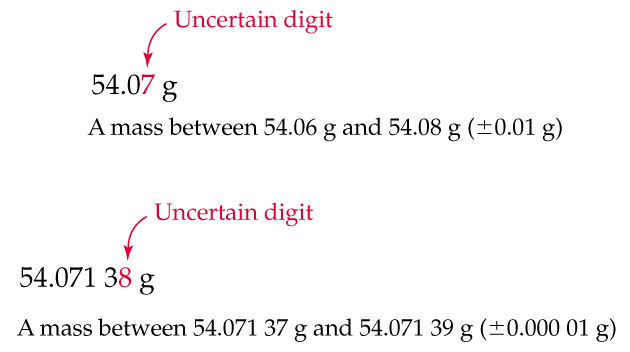 Uncertain digit
54.07 g
A mass between 54.06 g and 54.08 g (±0.01 g)
Uncertain digit
54.071 38 g
A mass between 54.071 37 g and 54.071 39 g (±0.000 01 g)